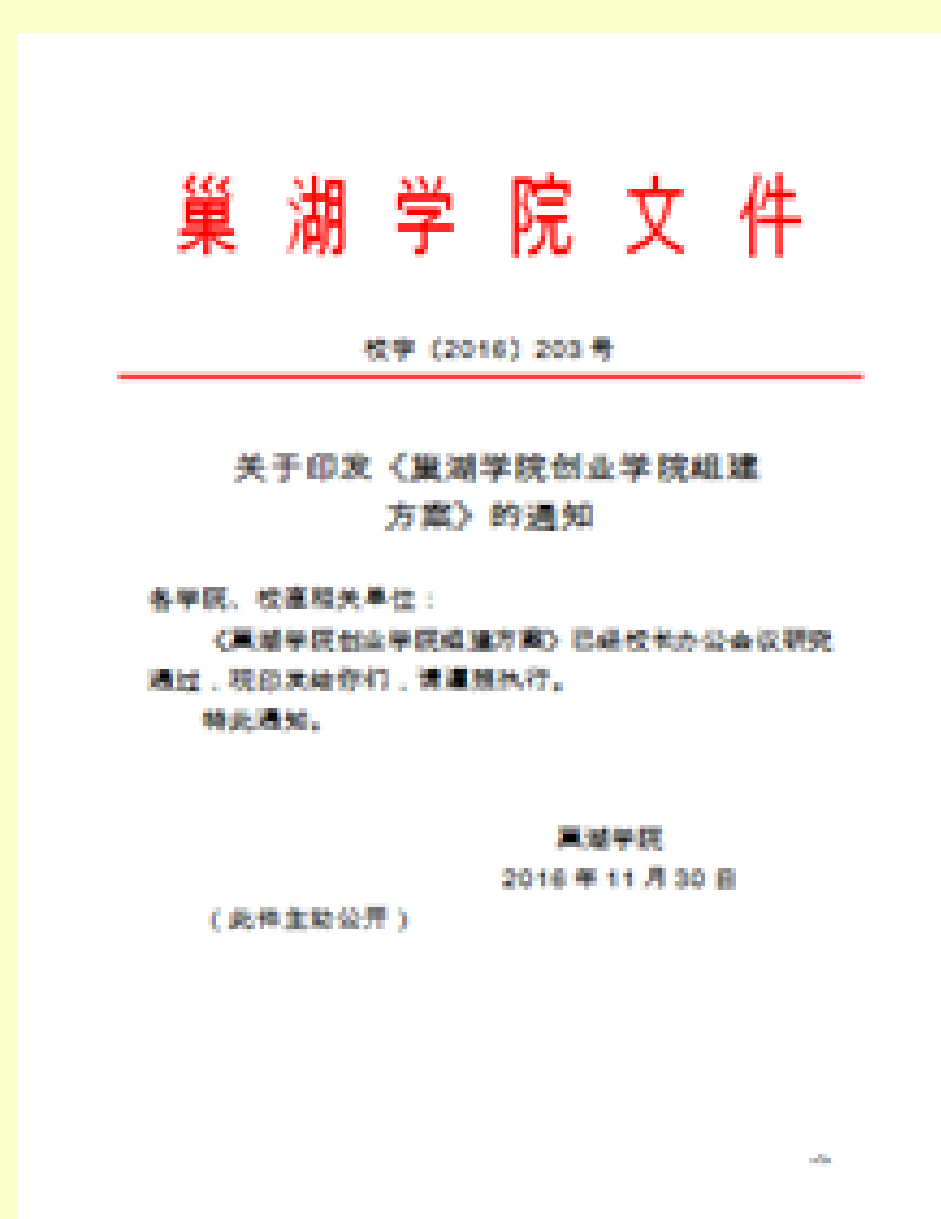 巢湖学院文件
校字〔2016〕203号
关于印发《巢湖学院创业学院组建
方案》的通知
各学院、校直相关单位：
《巢湖学院创业学院组建方案》已经校长办公会议研究
通过，现印发给你们，请遵照执行。
特此通知。
巢湖学院
2016年11月30日
（此件主动公开）